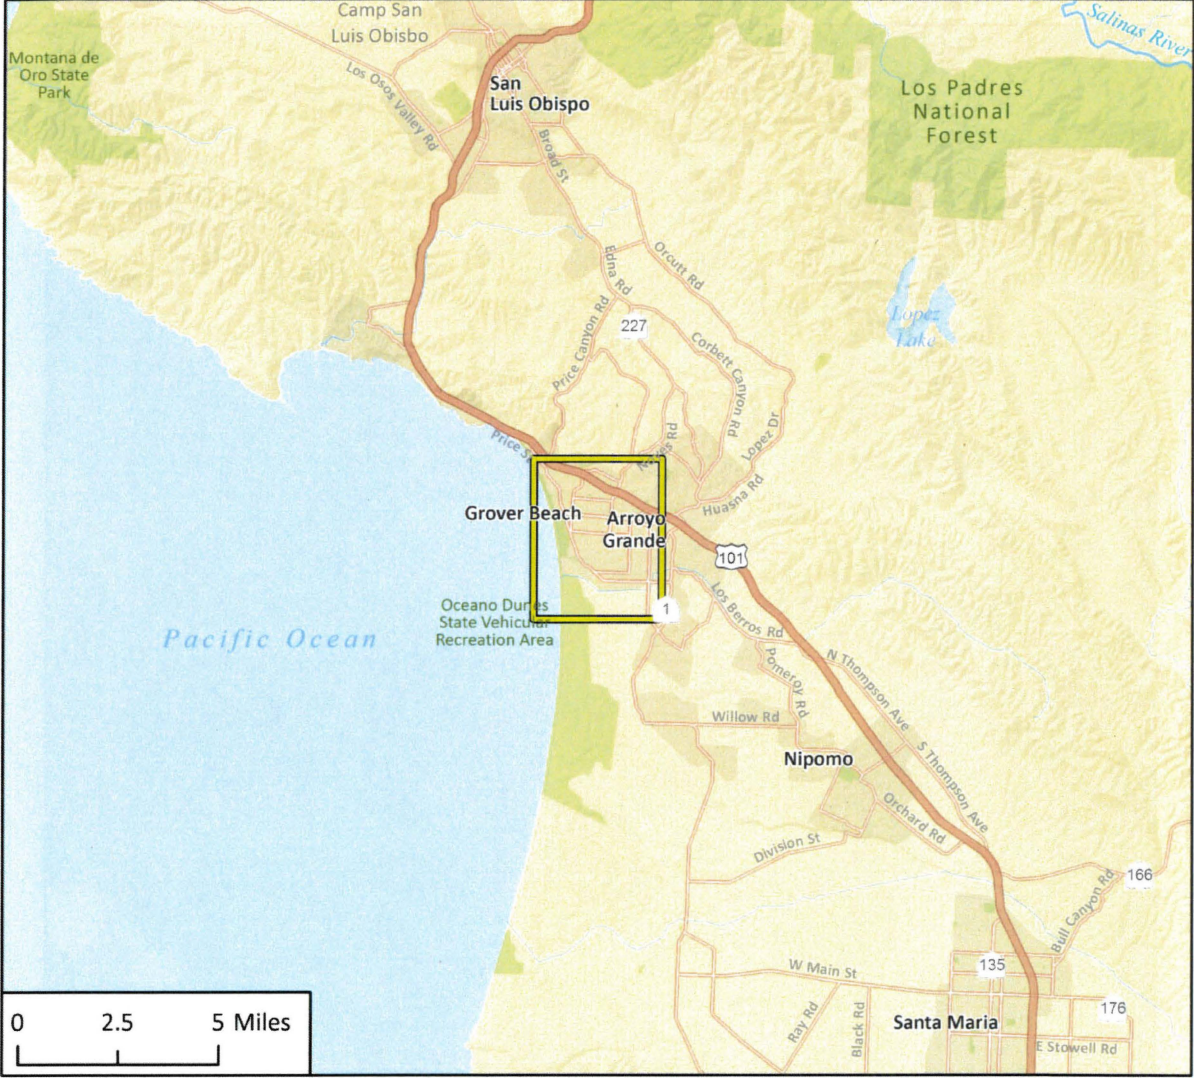 Camp San
Luis Obisbo
Salinas River
Montana de
Oro State
Park
Los Osos Valley Rd
San
Luis Obispo
Los Padres
National
Forest
Broad St
Edna Rd
Orcutt Rd
Price Canyon Rd
227
Lopez
Lake
Corbett Canyon Rd
Lopez Dr
Price St
Noyes Rd
Huasna Rd
Grover Beach
Arroyo
Grande
101
Oceano Dunes
State Vehicular
Recreation Area
1
Los Berros Rd
Pacific Ocean
N Thompson Ave
Pomeroy Rd
Willow Rd
Nipomo
S Thompson Ave
Orchard Rd
Division St
166
Bull Canyon Rd
W Main St
135
Ray Rd
Black Rd
Santa Maria
176
E Stowell Rd
0 2.5 5 Miles